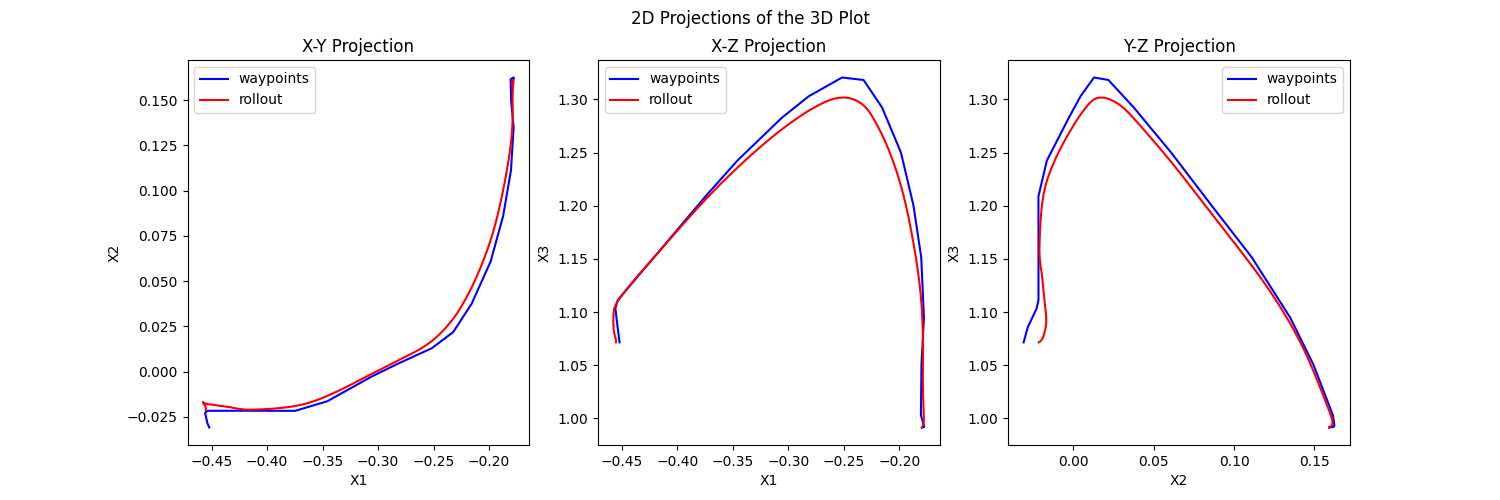 2D Projections of the 3D Plot
X-Y Projection
waypoints
rollout
X2
0.150
0.125
0.100
0.075
0.050
0.025
0.000
−0.025
−0.45
−0.40
−0.35
−0.30
−0.25
−0.20
X1
X-Z Projection
waypoints
rollout
X3
1.30
1.25
1.20
1.15
1.10
1.05
1.00
−0.45
−0.40
−0.35
−0.30
−0.25
−0.20
X1
Y-Z Projection
waypoints
rollout
X3
1.30
1.25
1.20
1.15
1.10
1.05
1.00
0.00
0.05
0.10
0.15
X2